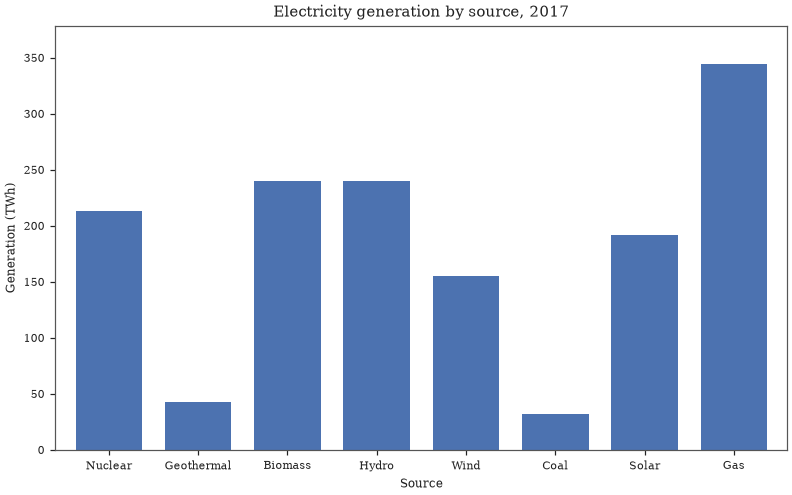 Electricity generation by source, 2017
Generation (TWh)
350
300
250
200
150
100
50
0
Nuclear Geothermal Biomass Hydro Wind Coal Solar Gas
Source